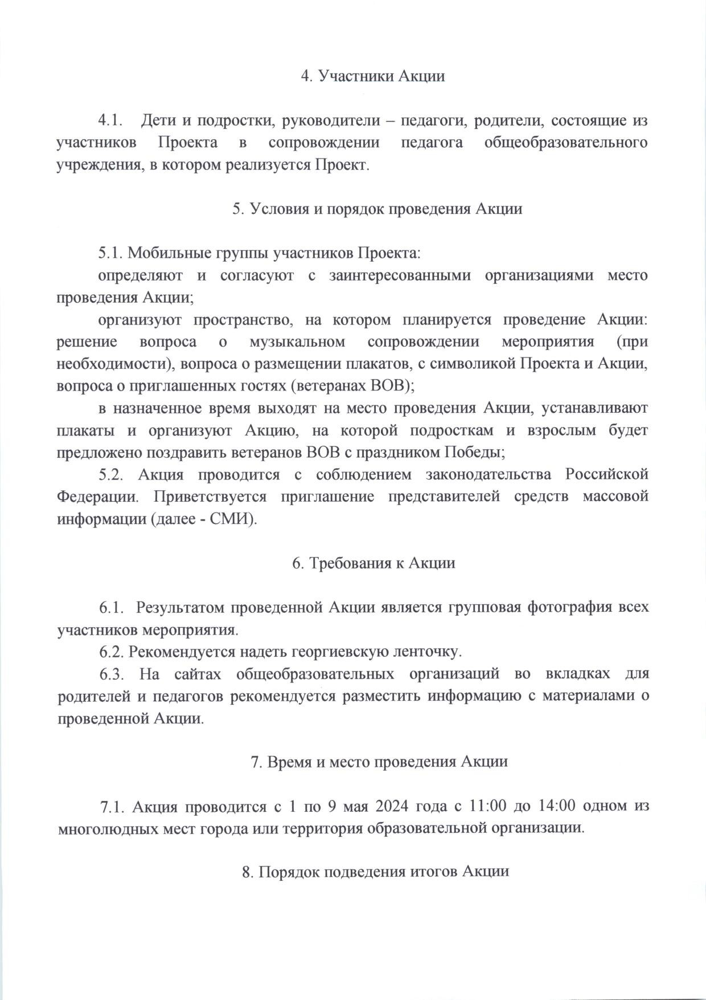 4. Участники Акции
4.1. Дети и подростки, руководители – педагоги, родители, состоящие из
участников Проекта в сопровождении педагога общеобразовательного
учреждения, в котором реализуется Проект.
5. Условия и порядок проведения Акции
5.1. Мобильные группы участников Проекта:
определяют и согласуют с заинтересованными организациями место
проведения Акции;
организуют пространство, на котором планируется проведение Акции:
решение вопроса о музыкальном сопровождении мероприятия (при
необходимости), вопроса о размещении плакатов, с символикой Проекта и Акции,
вопроса о приглашенных гостях (ветеранах ВОВ);
в назначенное время выходят на место проведения Акции, устанавливают
плакаты и организуют Акцию, на которой подросткам и взрослым будет
предложено поздравить ветеранов ВОВ с праздником Победы;
5.2. Акция проводится с соблюдением законодательства Российской
Федерации. Приветствуется приглашение представителей средств массовой
информации (далее - СМИ).
6. Требования к Акции
6.1. Результатом проведенной Акции является групповая фотография всех
участников мероприятия.
6.2. Рекомендуется надеть георгиевскую ленточку.
6.3. На сайтах общеобразовательных организаций во вкладках для
родителей и педагогов рекомендуется разместить информацию с материалами о
проведенной Акции.
7. Время и место проведения Акции
7.1. Акция проводится с 1 по 9 мая 2024 года с 11:00 до 14:00 одном из
многолюдных мест города или территория образовательной организации.
8. Порядок подведения итогов Акции